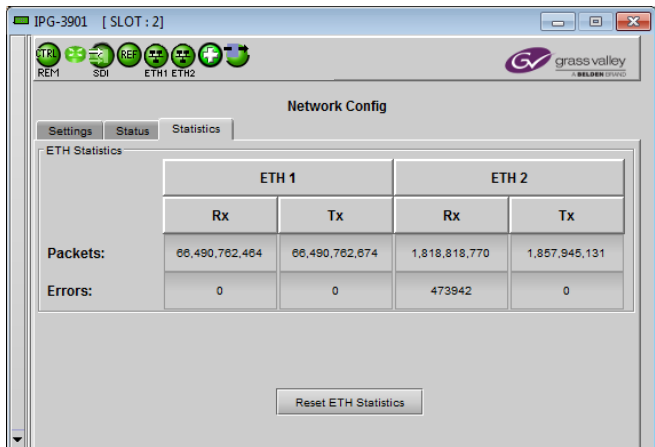 IPG-3901 [ SLOT : 2]
CTRL REF
REM SDI ETH1 ETH2
GV grass valley
A BELDEN BRAND
Network Config
Settings Status Statistics
ETH Statistics
ETH 1 ETH 2
Rx Tx Rx Tx
Packets: 66,490,762,464 66,490,762,674 1,818,818,770 1,857,945,131
Errors: 0 0 473942 0
Reset ETH Statistics